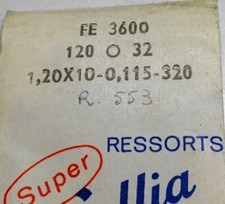 FE 3600
120 O 32
1,20X10-0,115-320
R. 553
RESSORTS
Super